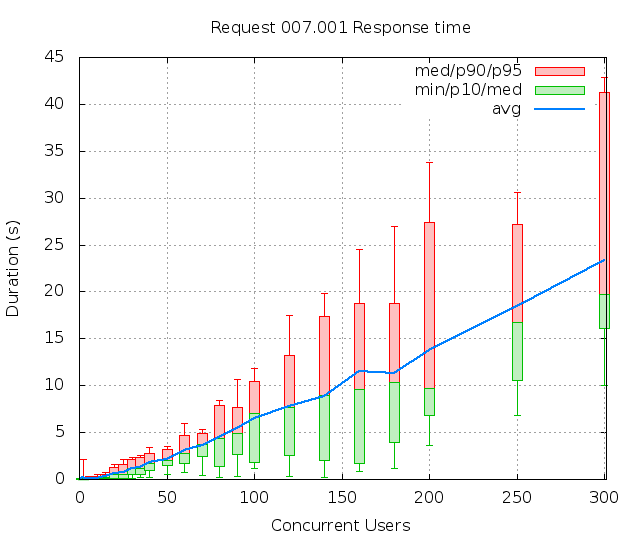 Request 007.001 Response time
45
40
35
30
25
20
15
10
5
0
Duration (s)
med/p90/p95
min/p10/med
avg
0 50 100 150 200 250 300
Concurrent Users